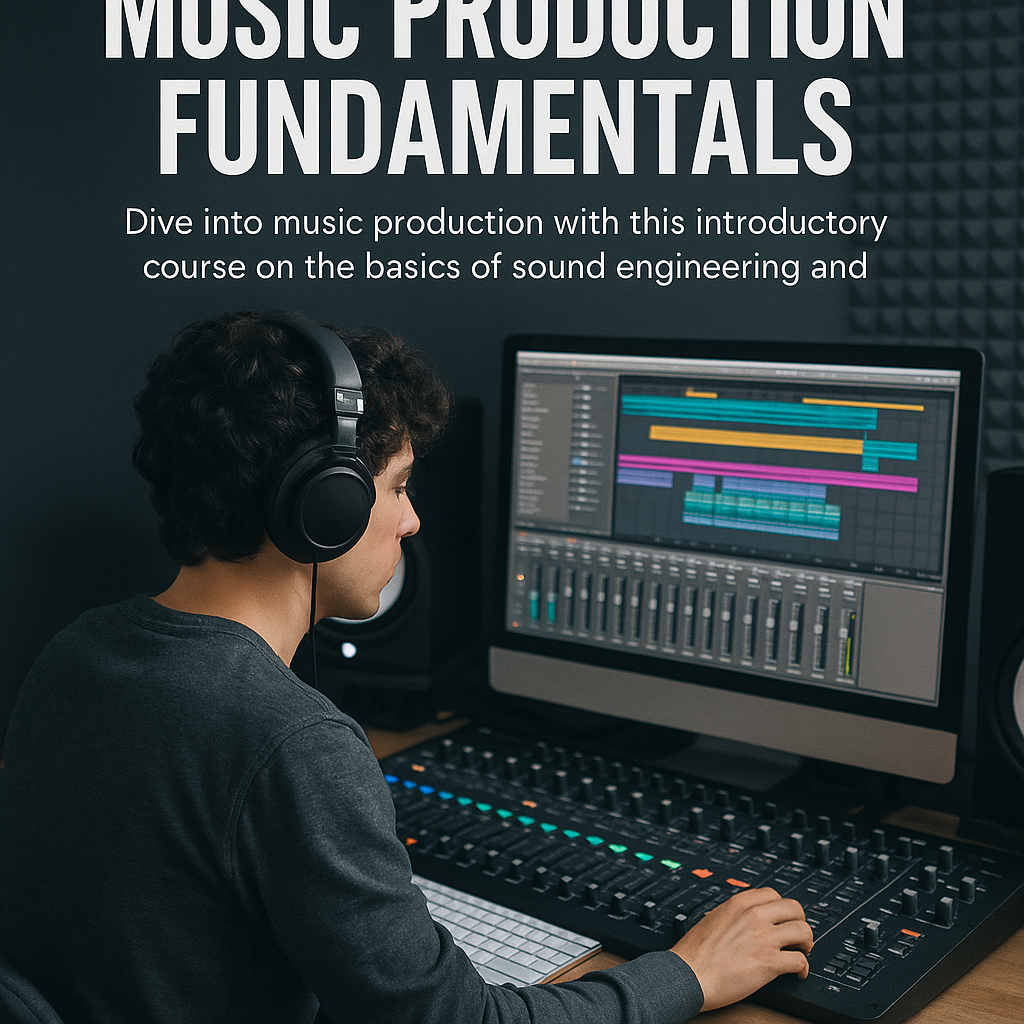 MUSIC PRODUCTION
FUNDAMENTALS
Dive into music production with this introductory
course on the basics of sound engineering and